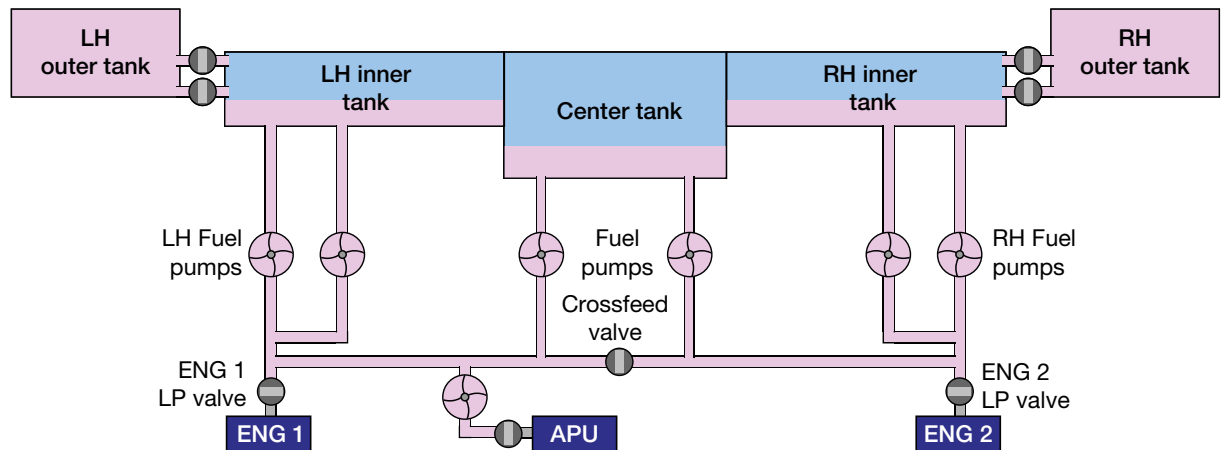 LH
outer tank
LH inner
tank
Center tank
RH inner
tank
RH
outer tank
LH Fuel
pumps
Fuel
pumps
RH Fuel
pumps
Crossfeed
valve
ENG 1
LP valve
ENG 2
LP valve
ENG 1
APU
ENG 2